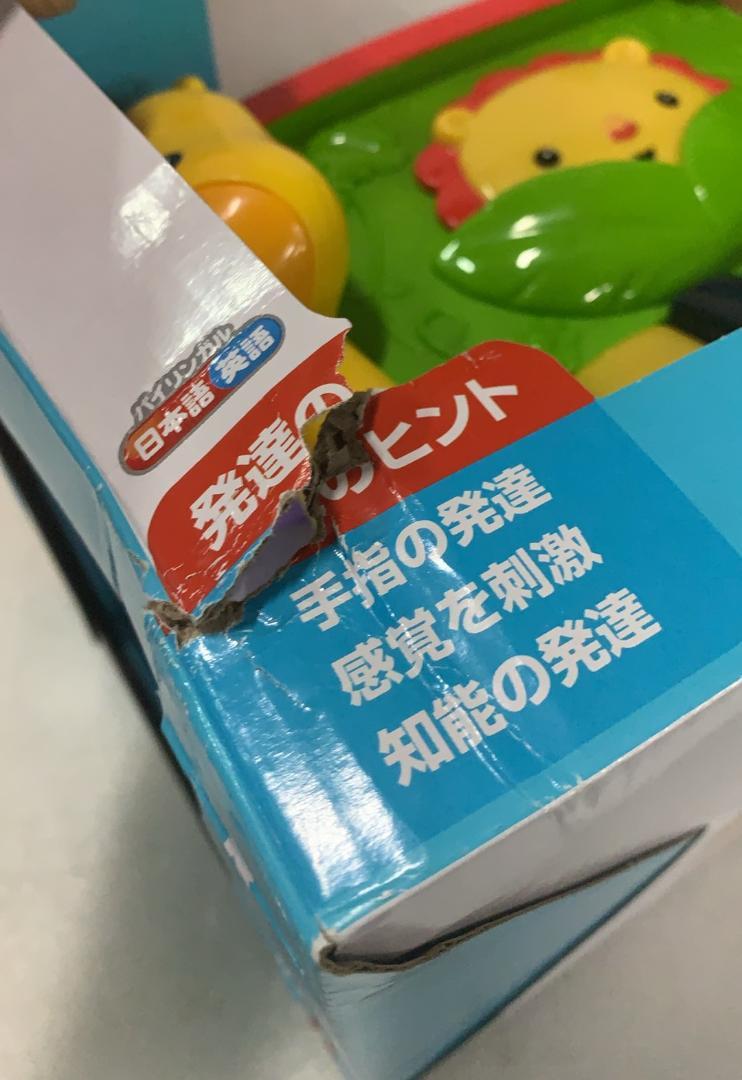 バイリンガル
日本語 英語
発達のヒント
手指の発達
感覚を刺激
知能の発達